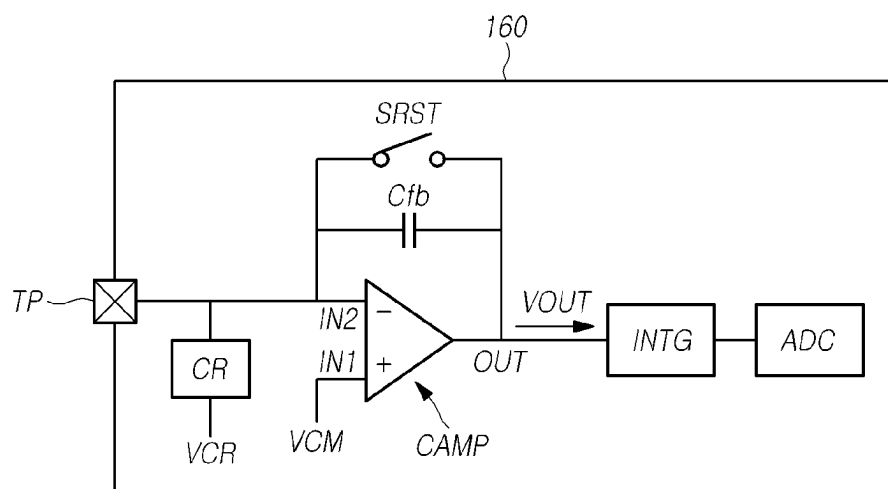 160
SRST
Cfb
TP
IN2
−
VOUT
INTG
ADC
CR
IN1
+
OUT
VCR
VCM
CAMP